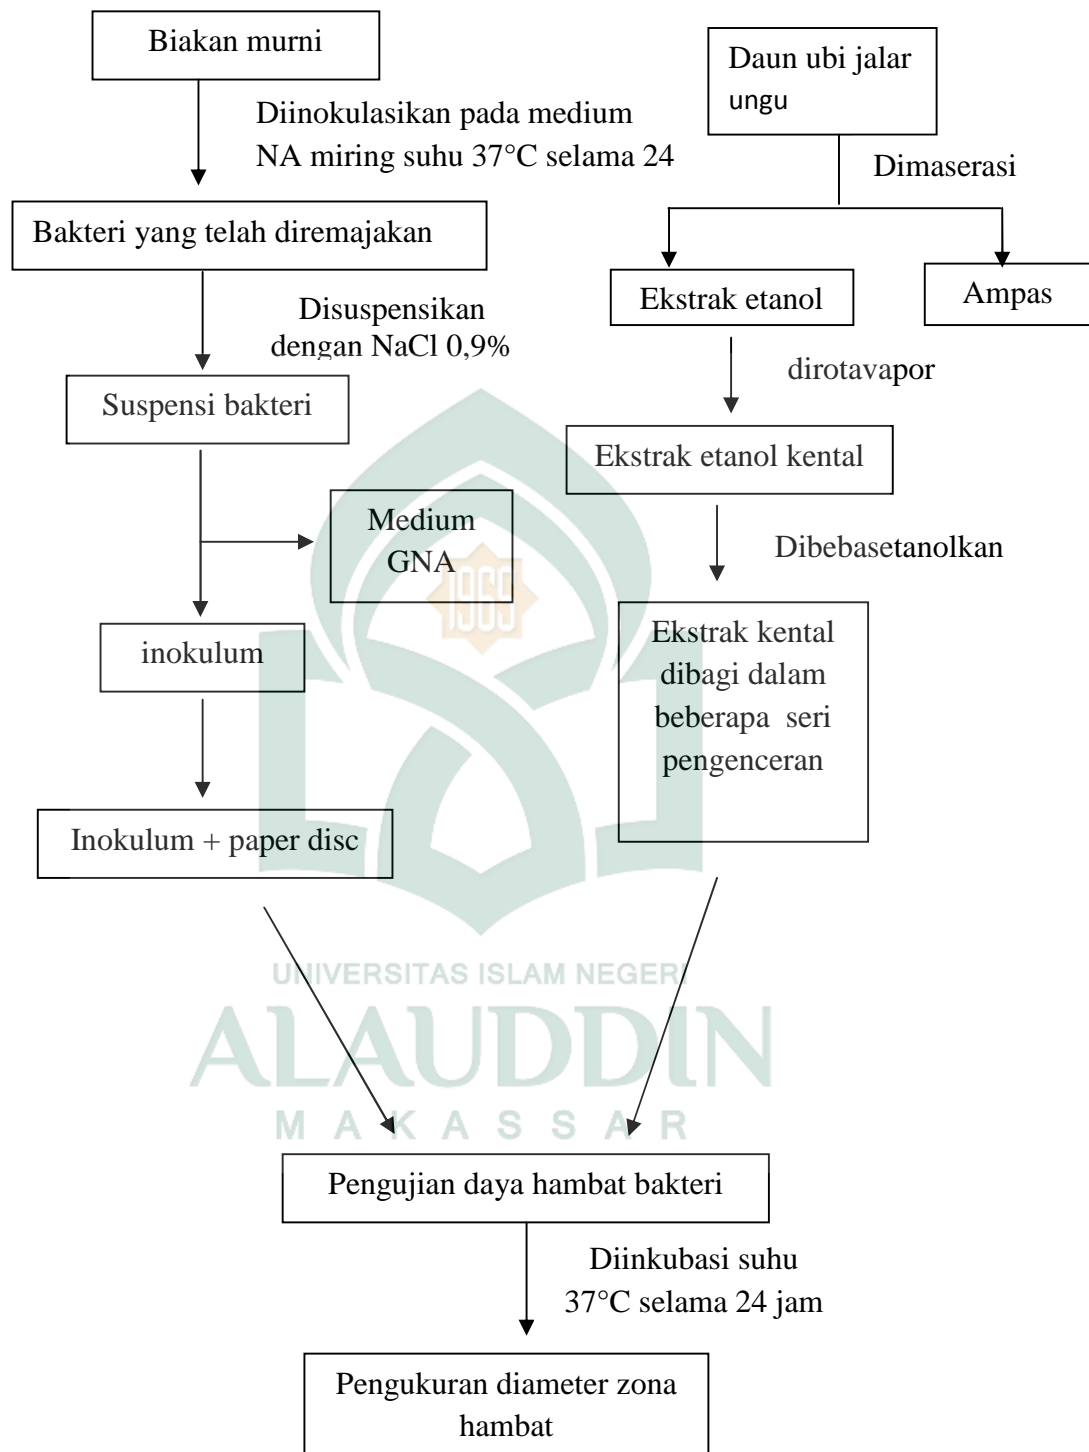 Biakan murni
Diinokulasikan pada medium
NA miring suhu 37°C selama 24
Bakteri yang telah diremajakan
Disuspensikan
dengan NaCl 0,9%
Suspensi bakteri
Medium
GNA
inokulum
Inokulum + paper disc
Daun ubi jalar
ungu
Dimaserasi
Ekstrak etanol
Ampas
dirotavapor
Ekstrak etanol kental
Dibebasetanolkan
Ekstrak kental
dibagi dalam
beberapa seri
pengenceran
1965
UNIVERSITAS ISLAM NEGERI
ALAUDDIN
MAKASSAR
Pengujian daya hambat bakteri
Diinkubasi suhu
37°C selama 24 jam
Pengukuran diameter zona
hambat